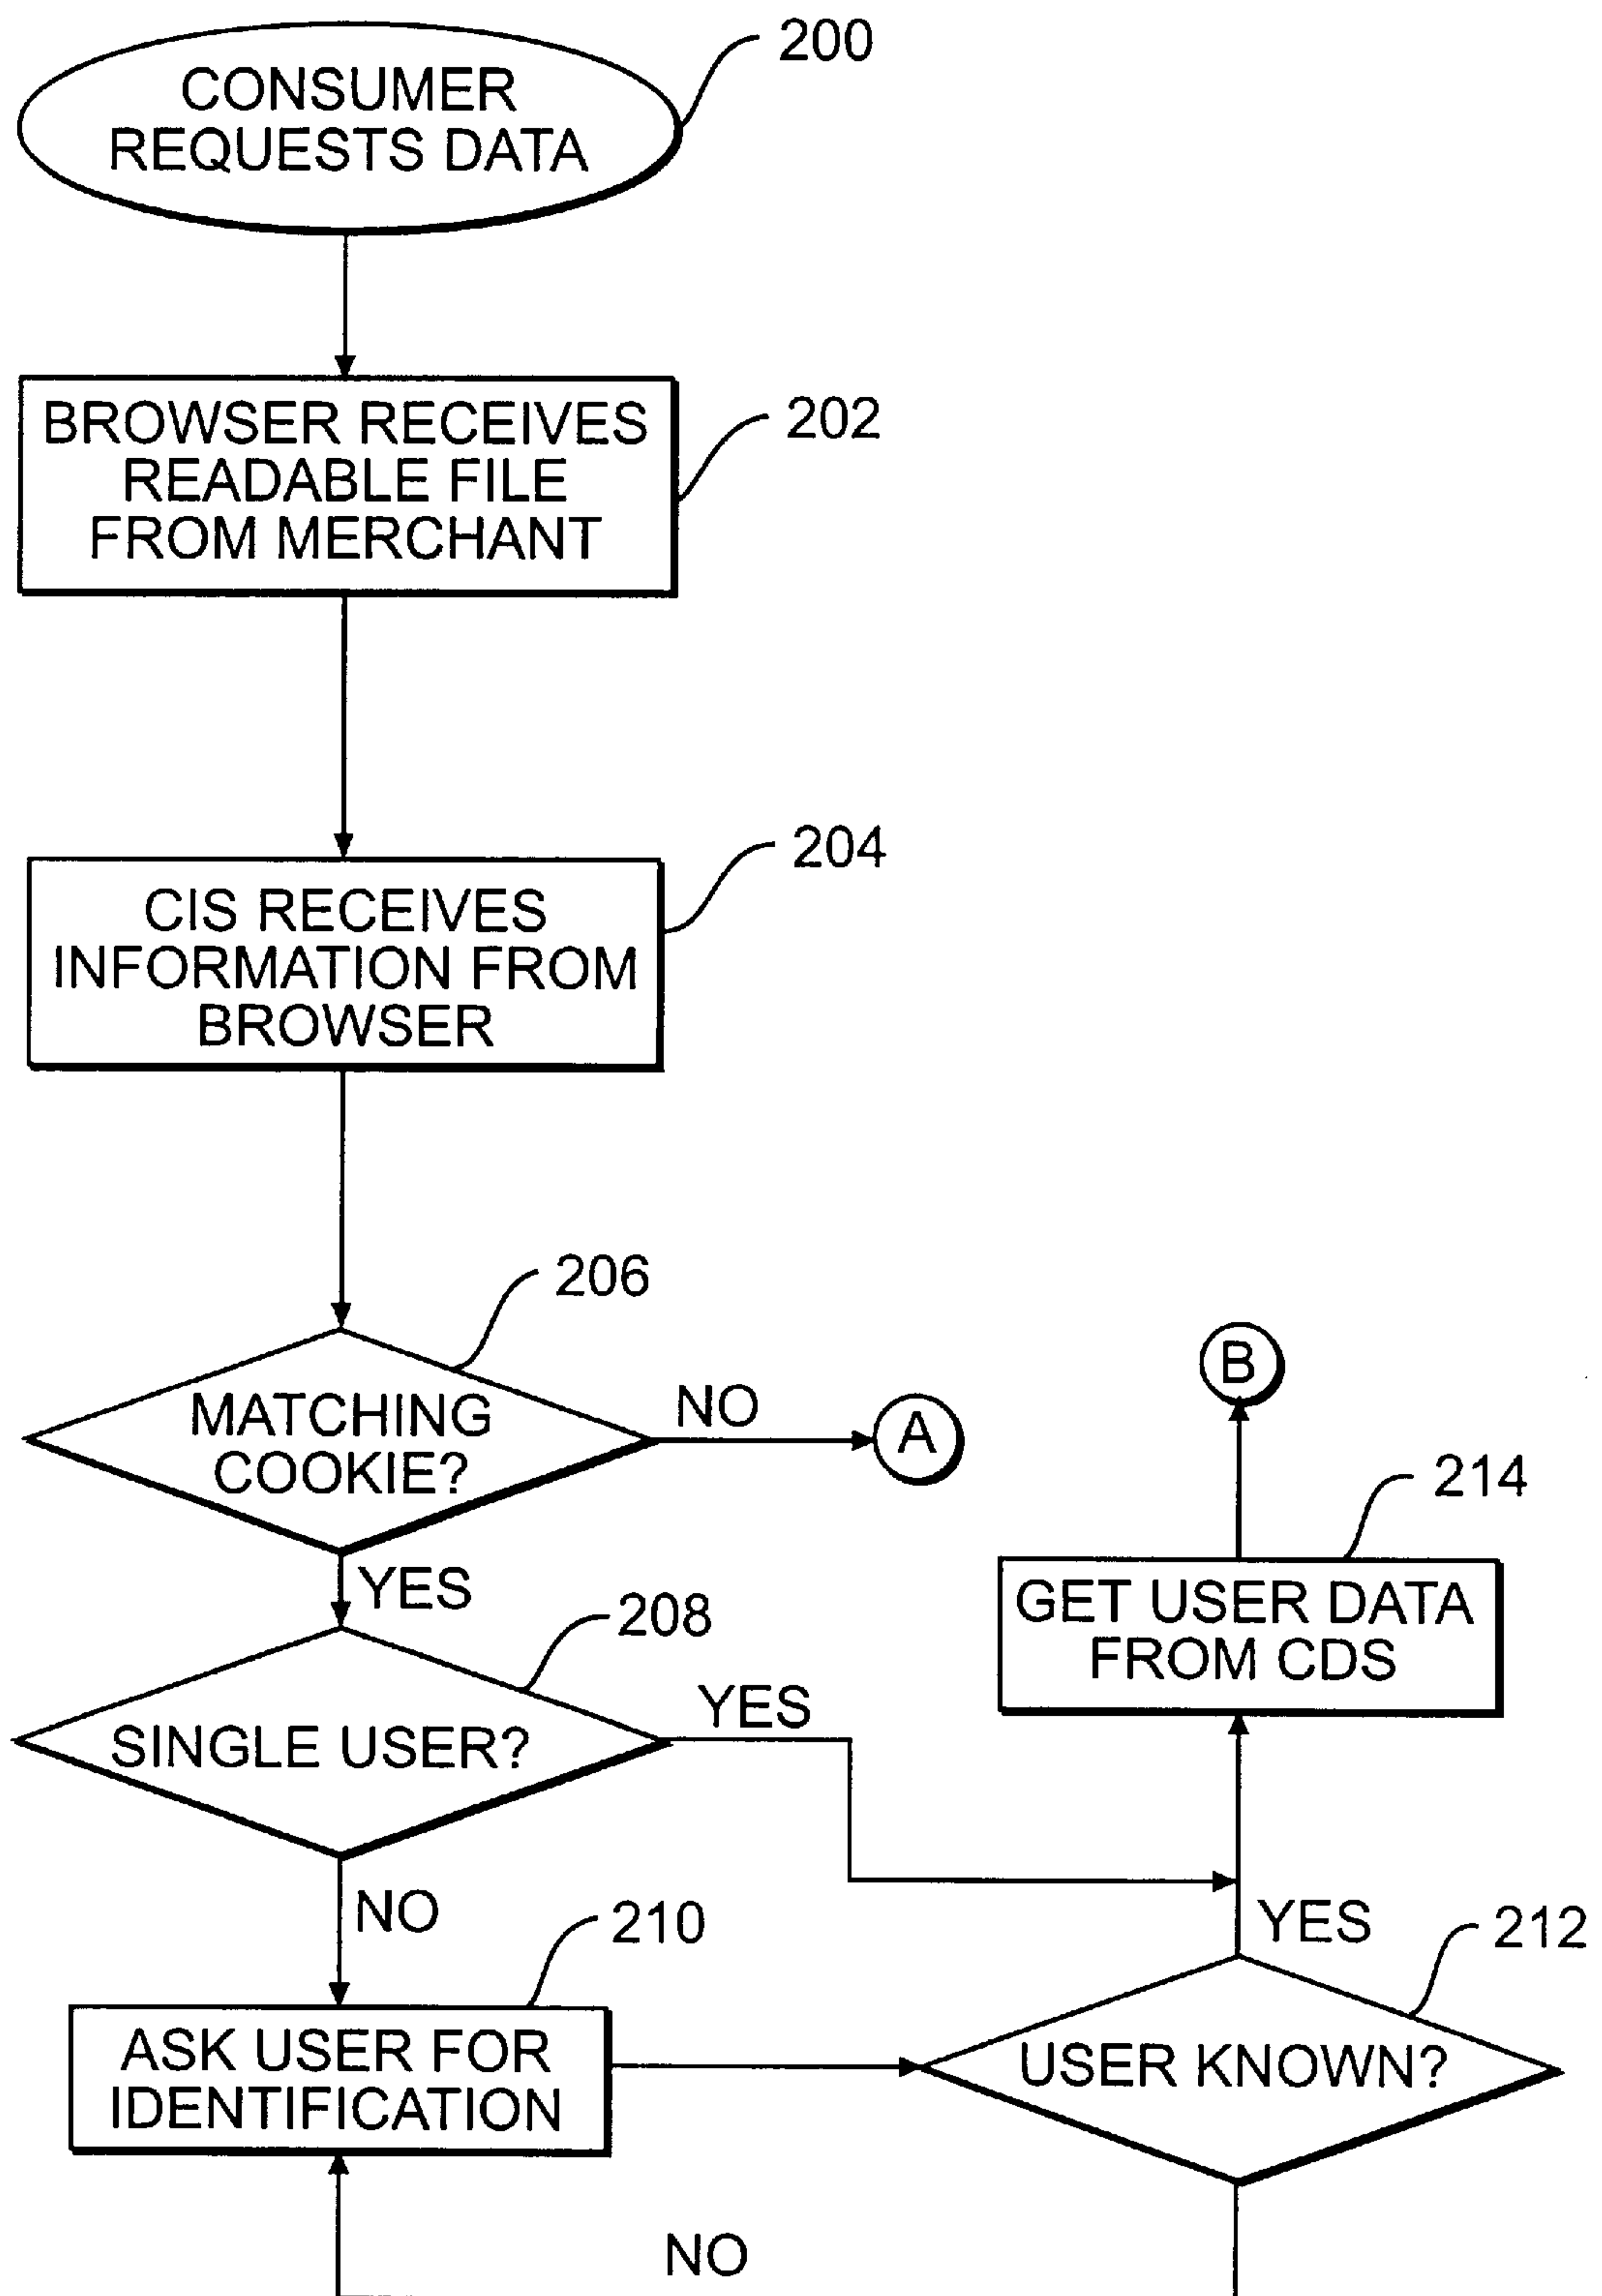 200
CONSUMER
REQUESTS DATA
202
BROWSER RECEIVES
READABLE FILE
FROM MERCHANT
204
CIS RECEIVES
INFORMATION FROM
BROWSER
206
MATCHING
COOKIE?
NO
A
B
YES
214
GET USER DATA
FROM CDS
208
SINGLE USER?
YES
NO
210
ASK USER FOR
IDENTIFICATION
YES
212
USER KNOWN?
NO